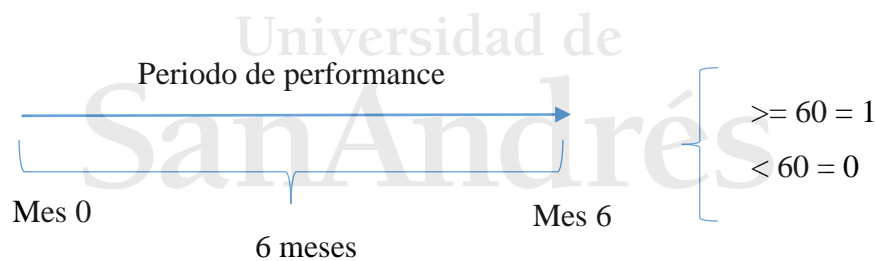 Universidad de
SanAndrés
Periodo de performance
>= 60 = 1
< 60 = 0
Mes 0
Mes 6
6 meses